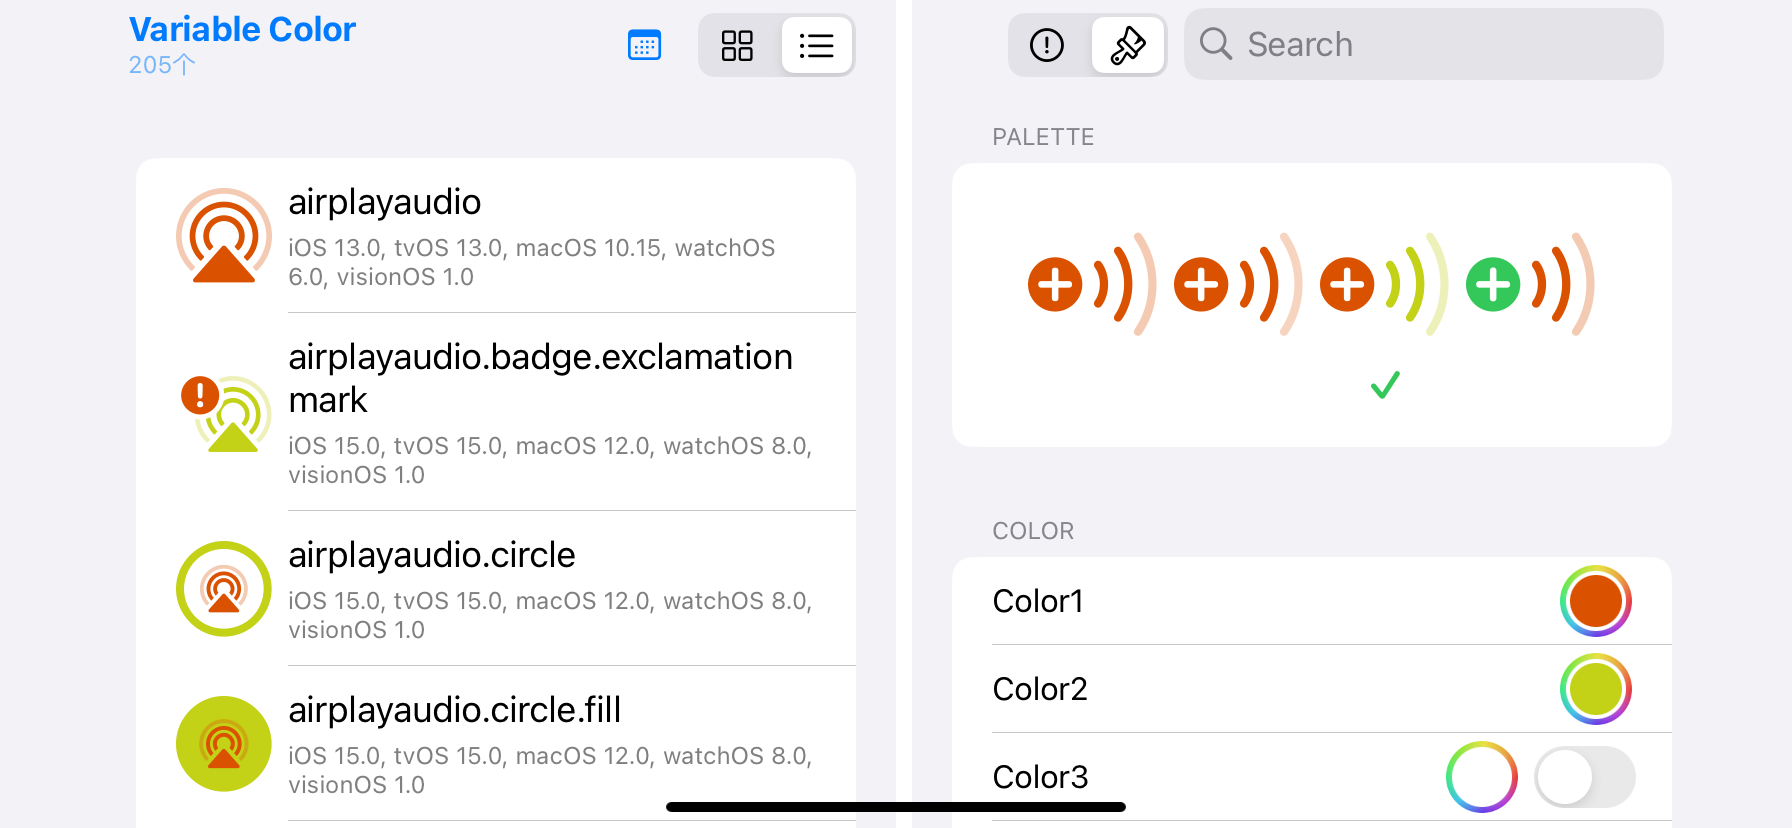 Variable Color
205个
airplayaudio
iOS 13.0, tvOS 13.0, macOS 10.15, watchOS
6.0, visionOS 1.0
airplayaudio.badge.exclamation
mark
iOS 15.0, tvOS 15.0, macOS 12.0, watchOS 8.0,
visionOS 1.0
airplayaudio.circle
iOS 15.0, tvOS 15.0, macOS 12.0, watchOS 8.0,
visionOS 1.0
airplayaudio.circle.fill
iOS 15.0, tvOS 15.0, macOS 12.0, watchOS 8.0,
visionOS 1.0
Search
PALETTE
COLOR
Color1
Color2
Color3